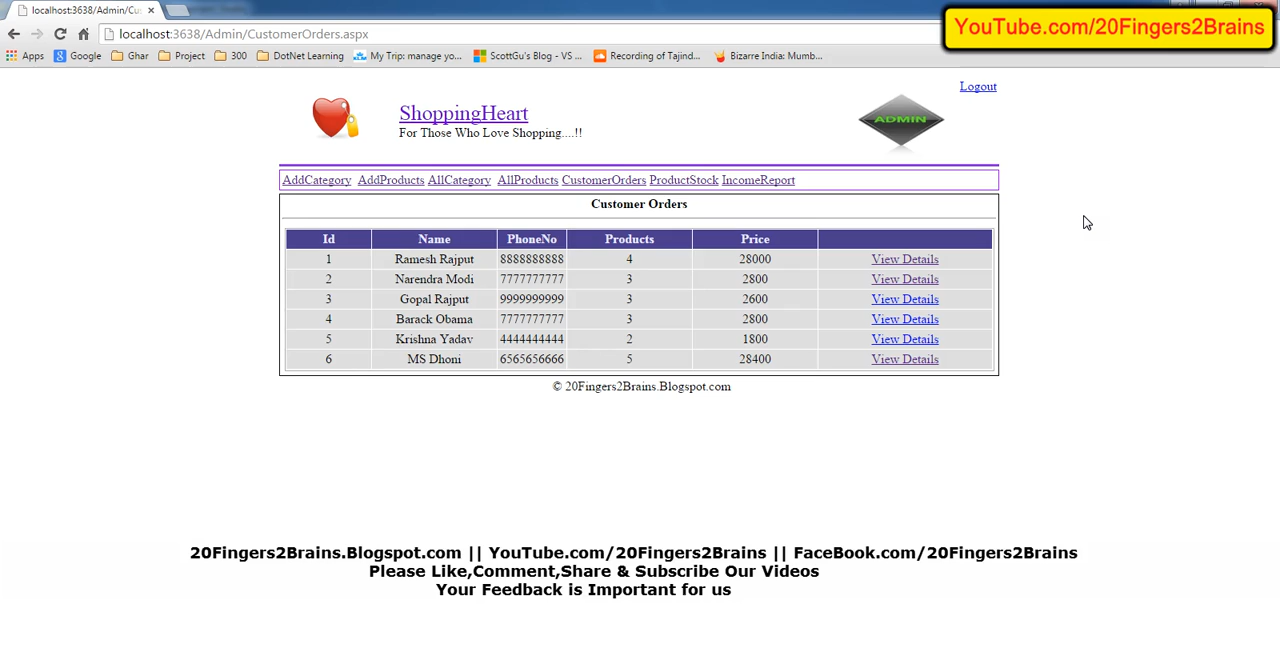 localhost:3638/Admin/Cu:
YouTube.com/20Fingers2Brains
localhost:3638/Admin/CustomerOrders.aspx
Apps Google Ghar Project 300 DotNet Learning My Trip: manage yo... ScottGu's Blog - VS ... Recording of Tajind... Bizarre India: Mumb...
Logout
ShoppingHeart
For Those Who Love Shopping....!!
ADMIN
AddCategory AddProducts AllCategory AllProducts CustomerOrders ProductStock IncomeReport
Customer Orders
Id Name PhoneNo Products Price
1 Ramesh Rajput 8888888888 4 28000 View Details
2 Narendra Modi 7777777777 3 2800 View Details
3 Gopal Rajput 9999999999 3 2600 View Details
4 Barack Obama 7777777777 3 2800 View Details
5 Krishna Yadav 4444444444 2 1800 View Details
6 MS Dhoni 6565656666 5 28400 View Details
© 20Fingers2Brains.Blogspot.com
20Fingers2Brains.Blogspot.com || YouTube.com/20Fingers2Brains || FaceBook.com/20Fingers2Brains
Please Like,Comment,Share & Subscribe Our Videos
Your Feedback is Important for us